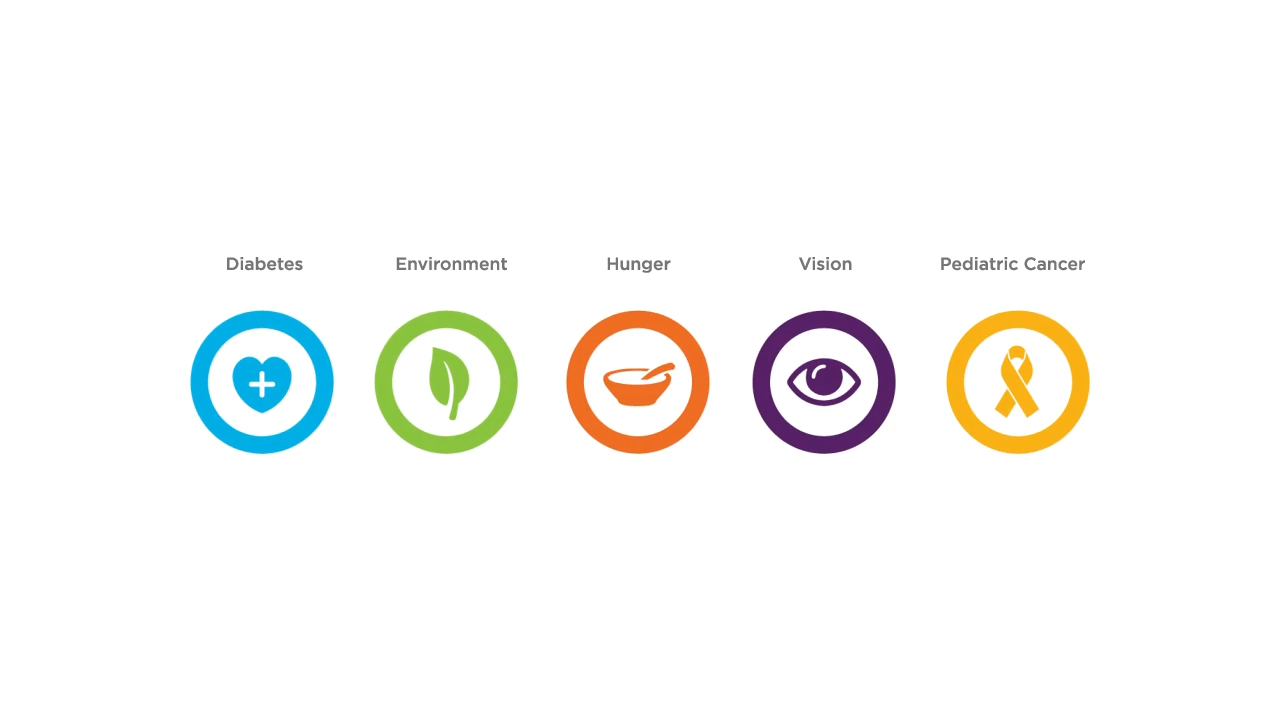 Diabetes
Environment
Hunger
Vision
Pediatric Cancer